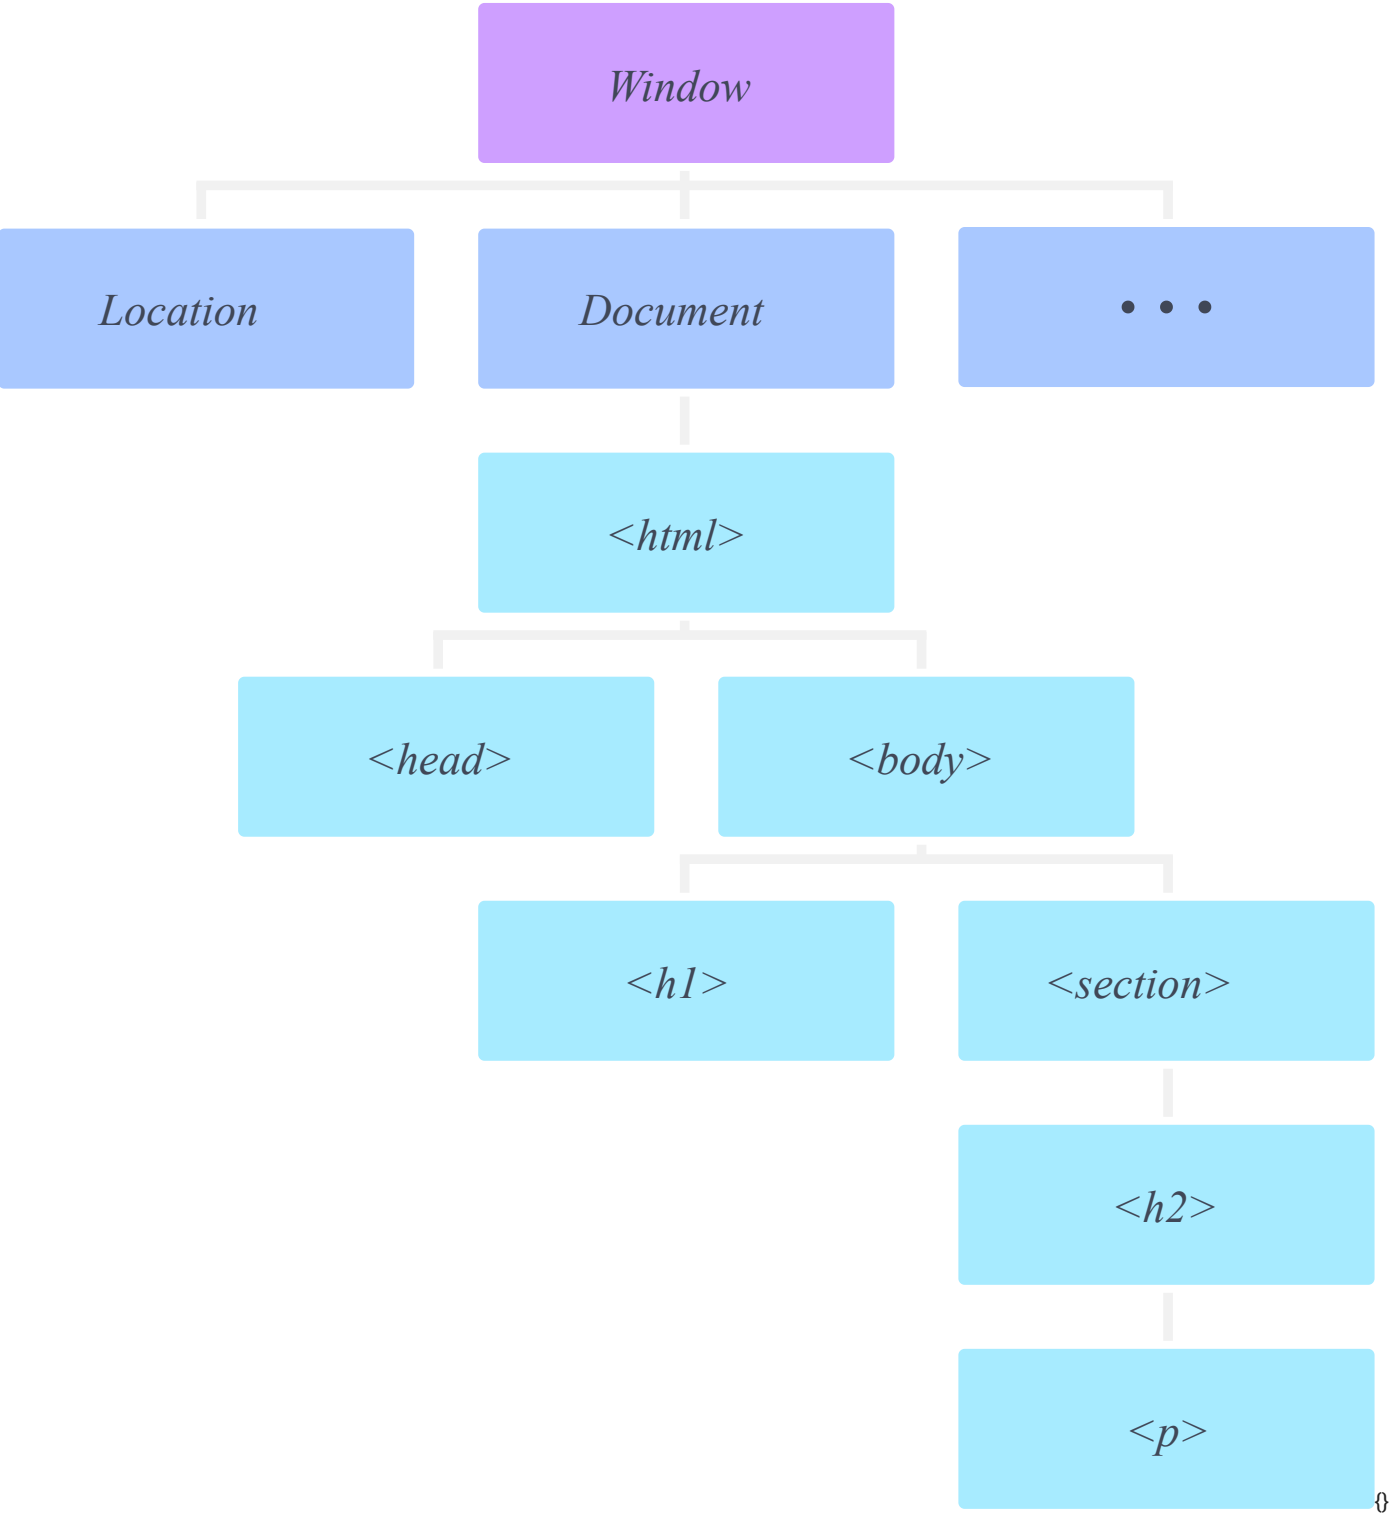 Window
Location
Document
• • •
<html>
<head>
<body>
<h1>
<section>
<h2>
<p>
{}